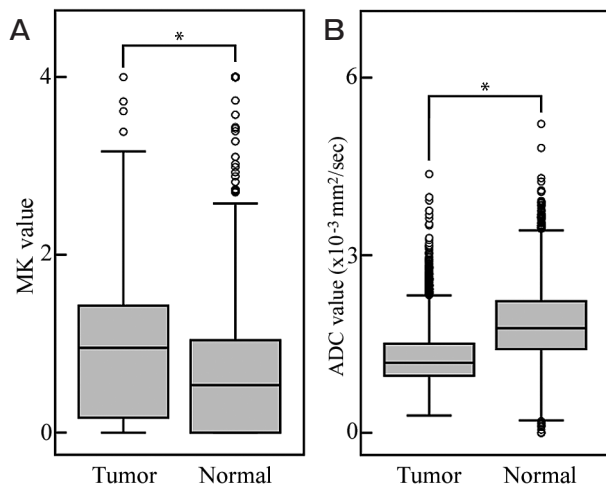 A
*
MK value
4
2
0
Tumor Normal
B
*
ADC value (x10-³ mm²/sec)
6
3
0
Tumor Normal